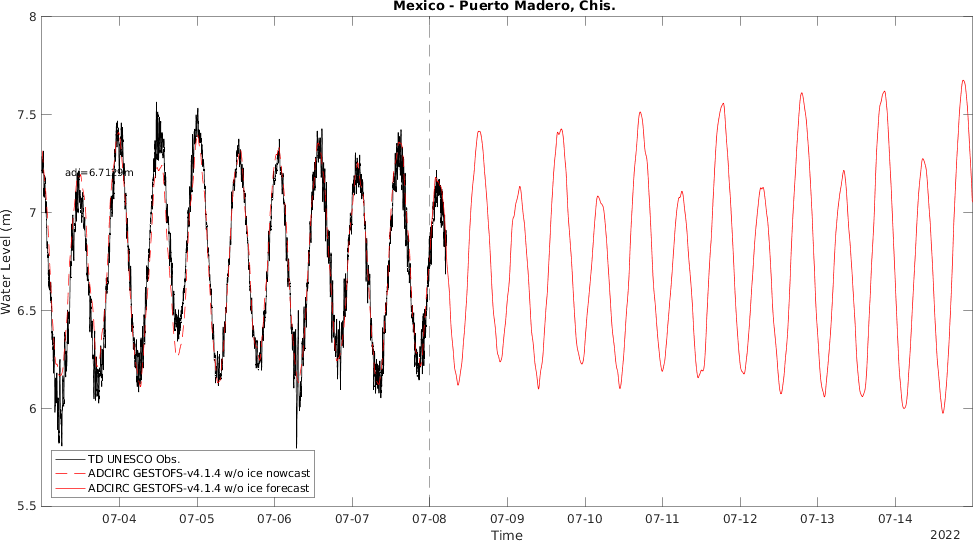 Mexico - Puerto Madero, Chis.
8
7.5
7
6.5
6
5.5
Water Level (m)
adj=6.7129m
TD UNESCO Obs.
ADCIRC GESTOFS-v4.1.4 w/o ice nowcast
ADCIRC GESTOFS-v4.1.4 w/o ice forecast
07-04 07-05 07-06 07-07 07-08 07-09 07-10 07-11 07-12 07-13 07-14
Time
2022